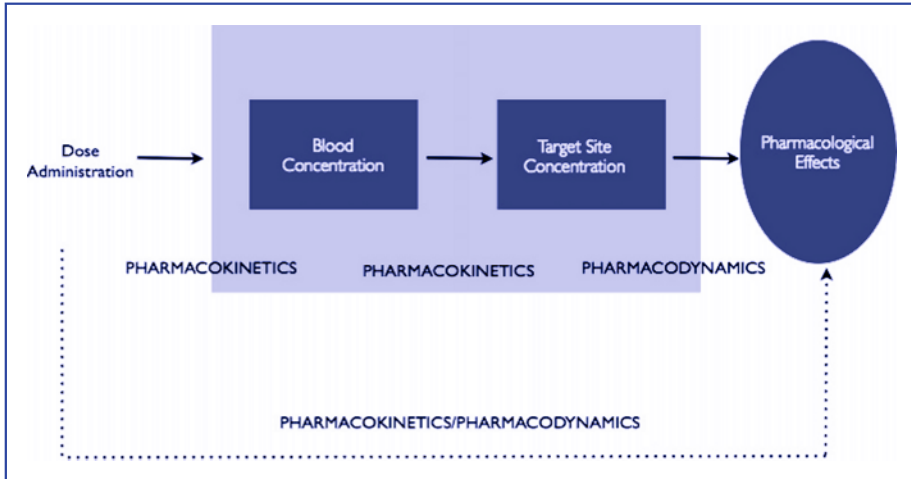 Dose
Administration
Blood
Concentration
Target Site
Concentration
Pharmacological
Effects
PHARMACOKINETICS
PHARMACOKINETICS
PHARMACODYNAMICS
PHARMACOKINETICS/PHARMACODYNAMICS